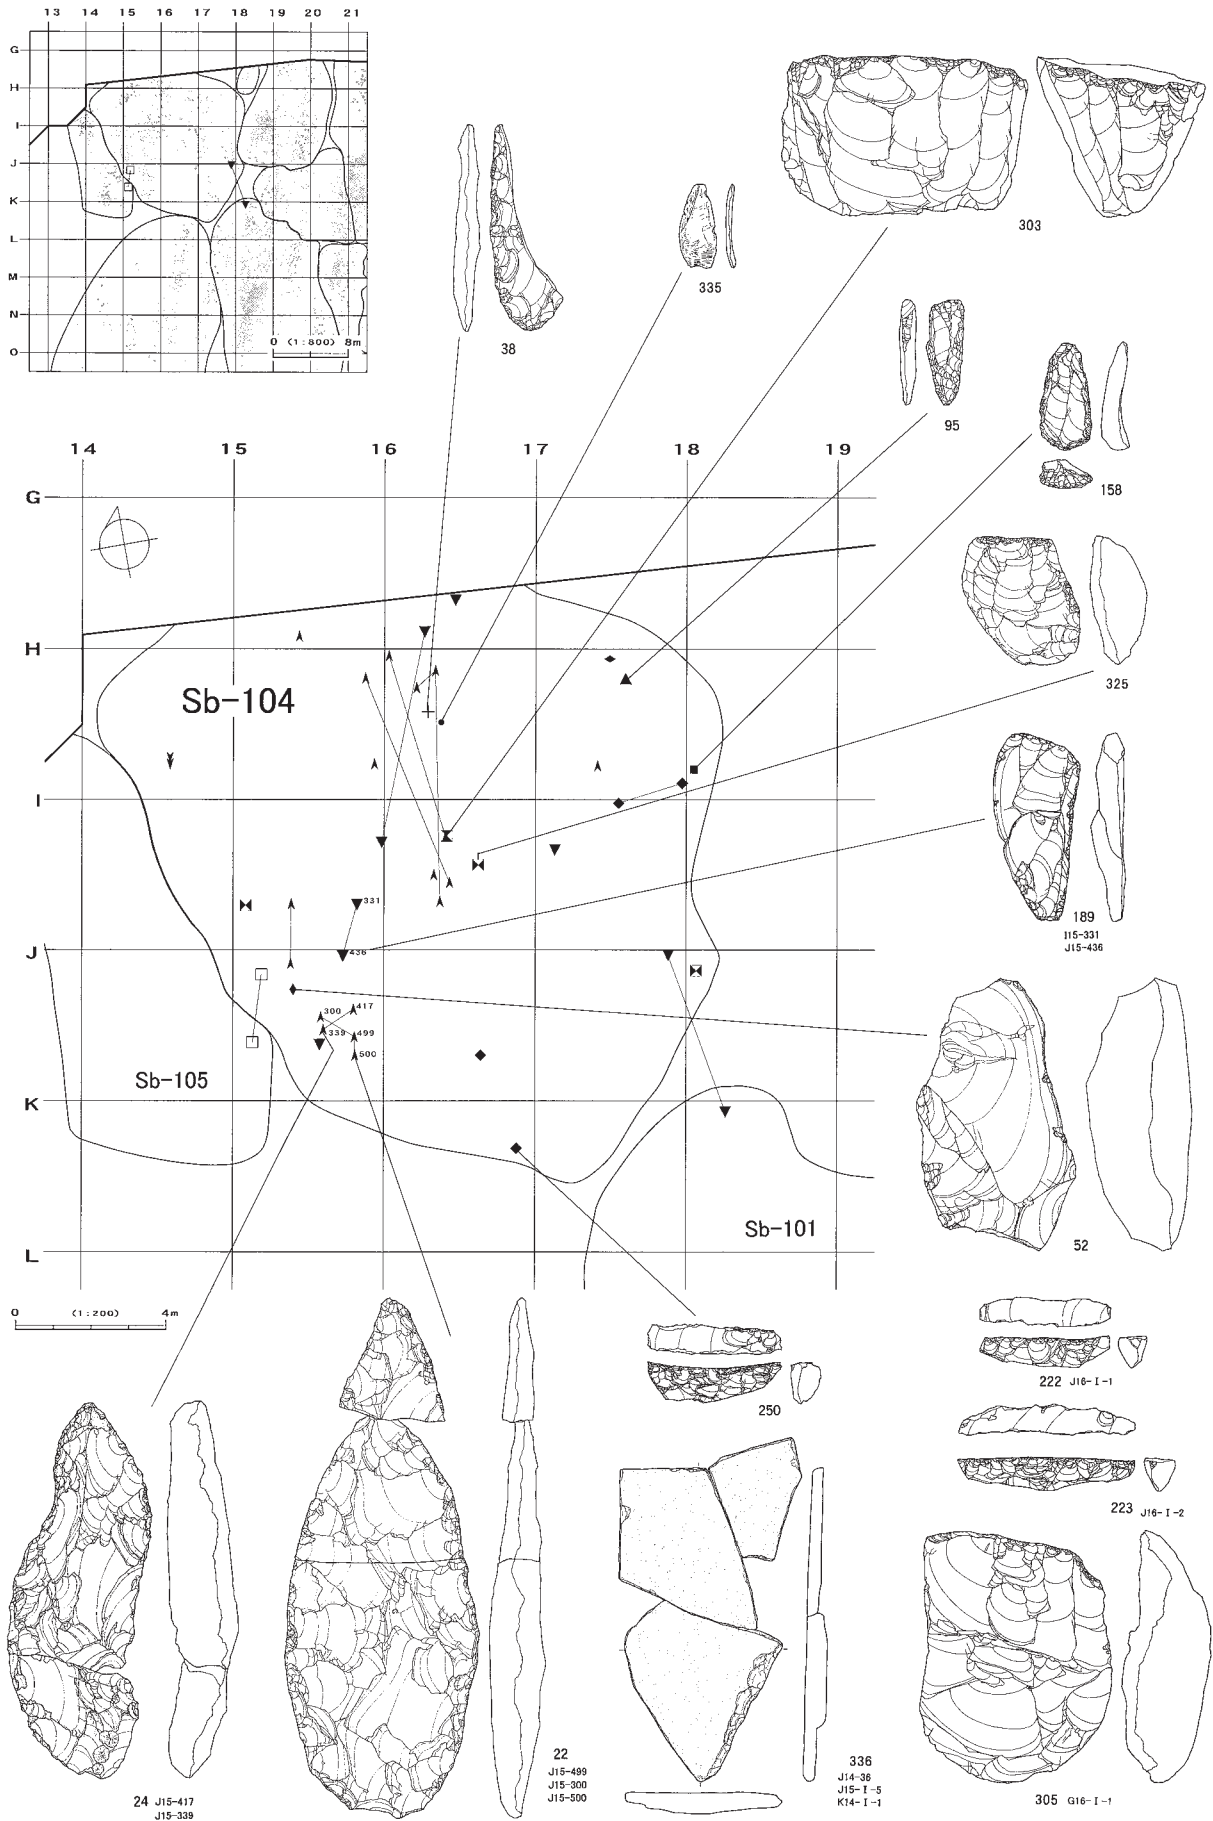 13 14 15 16 17 18 19 20 21
G
H
I
J
K
L
M
N
O
0 (1:800) 8m
303
38
335
95
158
325
189
I15-331
J15-436
52
14 15 16 17 18 19
G
H
Sb-104
I
331
J
436
300
417
339
499
500
Sb-105
K
Sb-101
L
0 (1:200) 4m
250
222 J16-I-1
223 J16-I-2
24 J15-417
J15-339
22
J15-499
J15-300
J15-500
336
J14-36
J15-I-5
K14-I-1
305 G16-I-1